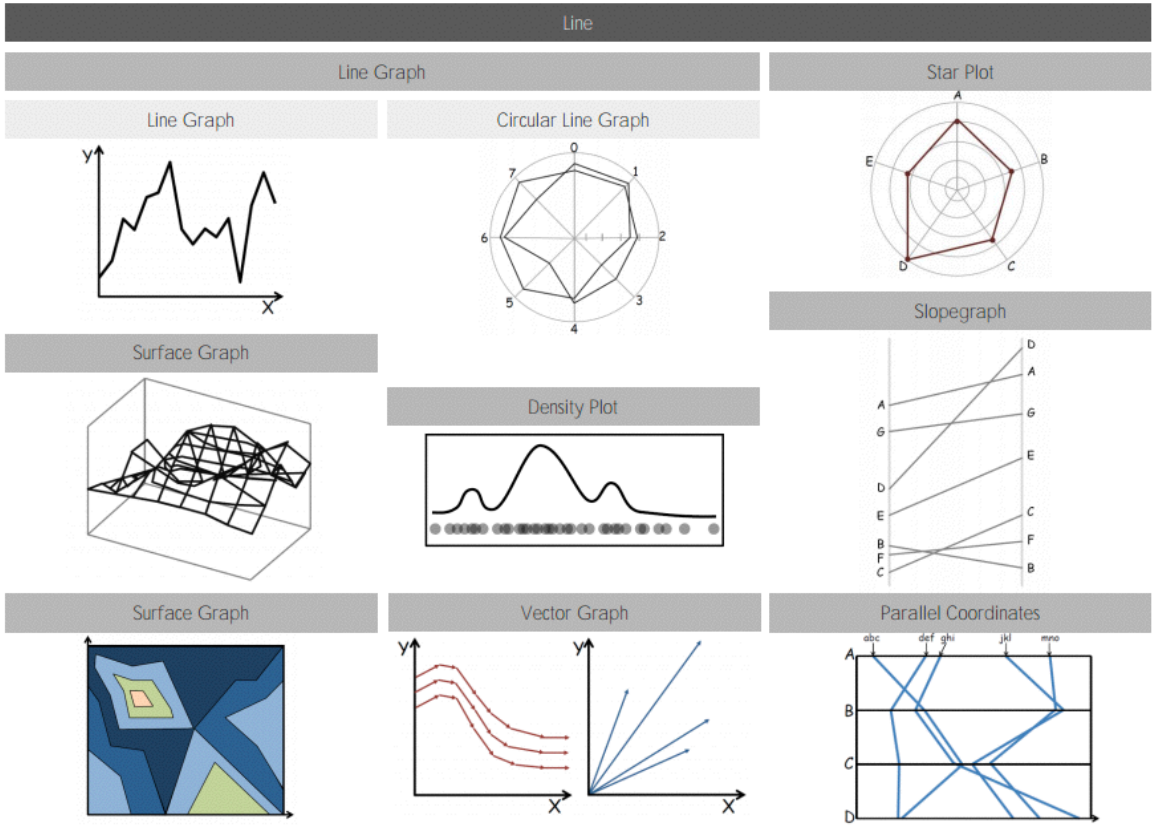 Line
Line Graph
Star Plot
Line Graph
Circular Line Graph
Y
X
0
1
2
3
4
5
6
7
A
B
C
D
E
Surface Graph
Density Plot
Slopegraph
A
G
D
E
B
F
C
D
A
G
E
C
F
B
Surface Graph
Vector Graph
Y
X
Y
X
Parallel Coordinates
abc def ghi jkl mno
A
B
C
D